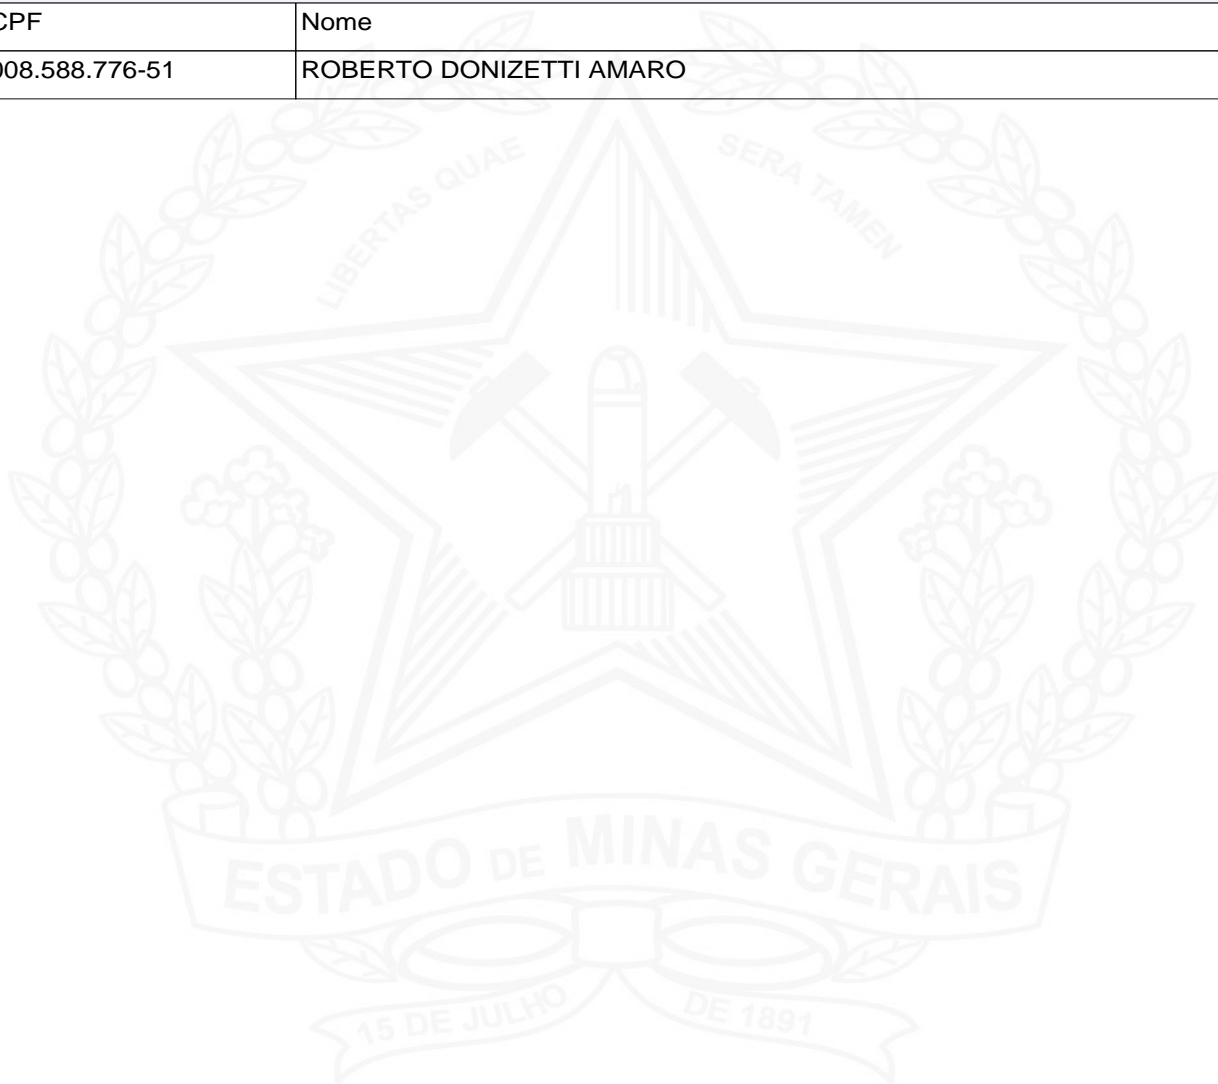 CPF Nome
008.588.776-51 ROBERTO DONIZETTI AMARO
LIBERTAS QUAE SERA TAMEN
ESTADO DE MINAS GERAIS
15 DE JULHO DE 1891